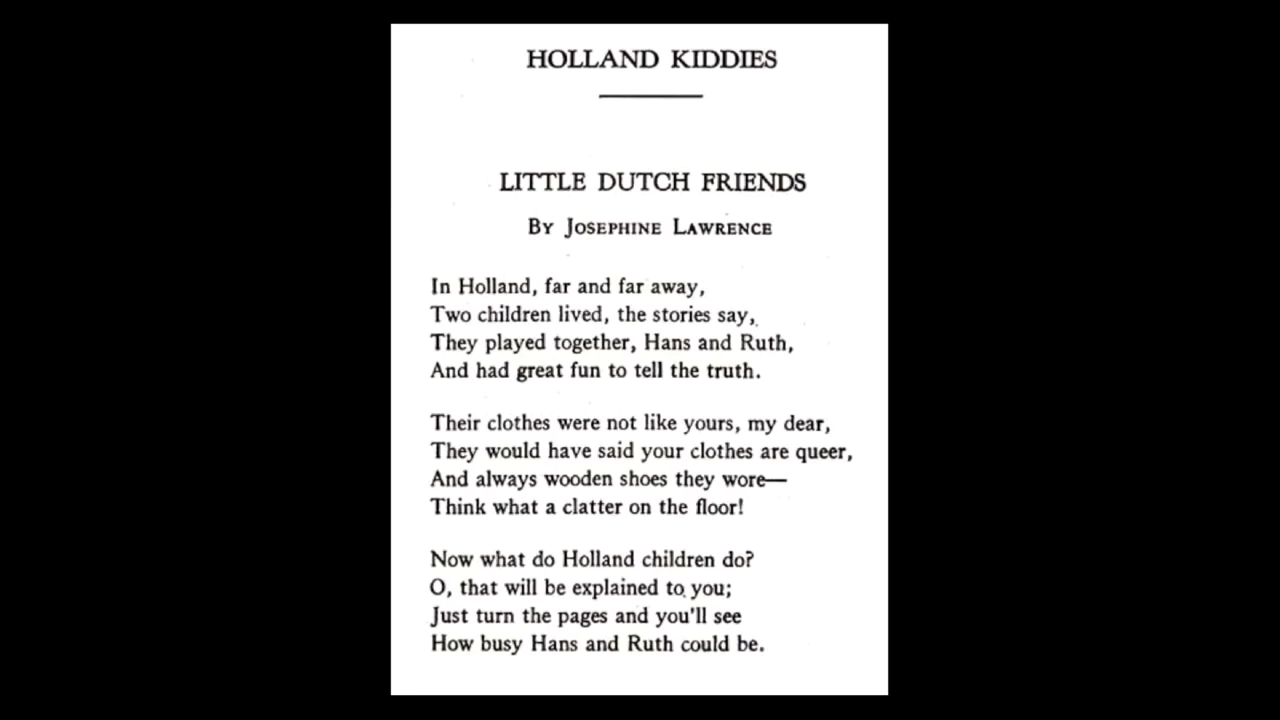 HOLLAND KIDDIES
LITTLE DUTCH FRIENDS
By Josephine Lawrence
In Holland, far and far away,
Two children lived, the stories say,
They played together, Hans and Ruth,
And had great fun to tell the truth.
Their clothes were not like yours, my dear,
They would have said your clothes are queer,
And always wooden shoes they wore—
Think what a clatter on the floor!
Now what do Holland children do?
O, that will be explained to you;
Just turn the pages and you'll see
How busy Hans and Ruth could be.